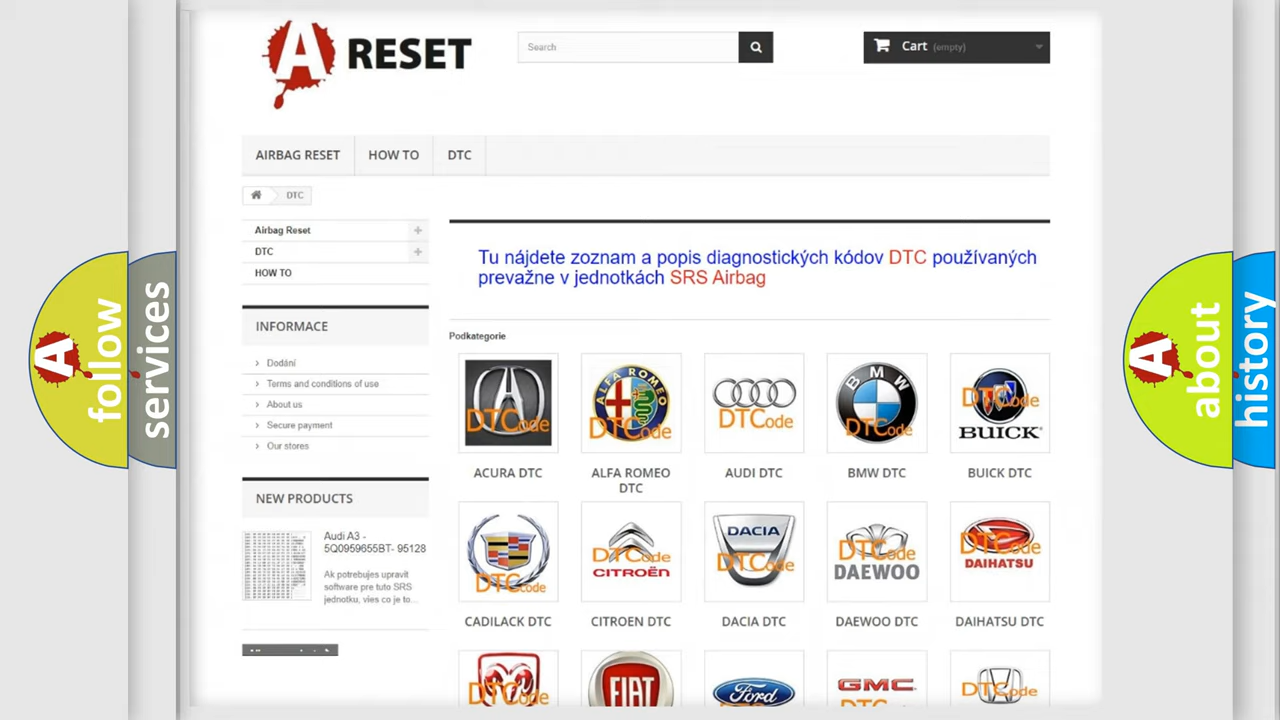 A RESET
Search
Cart (empty)
AIRBAG RESET
HOW TO
DTC
DTC
Airbag Reset
DTC
HOW TO
Tu nájdete zoznam a popis diagnostických kódov DTC používaných
prevažne v jednotkách SRS Airbag
INFORMACE
Dodání
Terms and conditions of use
About us
Secure payment
Our stores
NEW PRODUCTS
Audi A3 -
5Q0959655BT- 95128
Ak potrebujes upravit
software pre tuto SRS
jednotku, vies co je to...
Podkategorie
DTCode
ALFA ROMEO
DTCode
DTCode
BMW
DTCode
DTCode
BUICK
ACURA DTC
ALFA ROMEO
DTC
AUDI DTC
BMW DTC
BUICK DTC
DTCode
DTCode
CITROËN
DACIA
DTCode
DTCode
DAEWOO
DTCode
DAIHATSU
CADILACK DTC
CITROEN DTC
DACIA DTC
DAEWOO DTC
DAIHATSU DTC
DTCode
FIAT
Ford
GMC
DTCode
A follow
services
A about
history